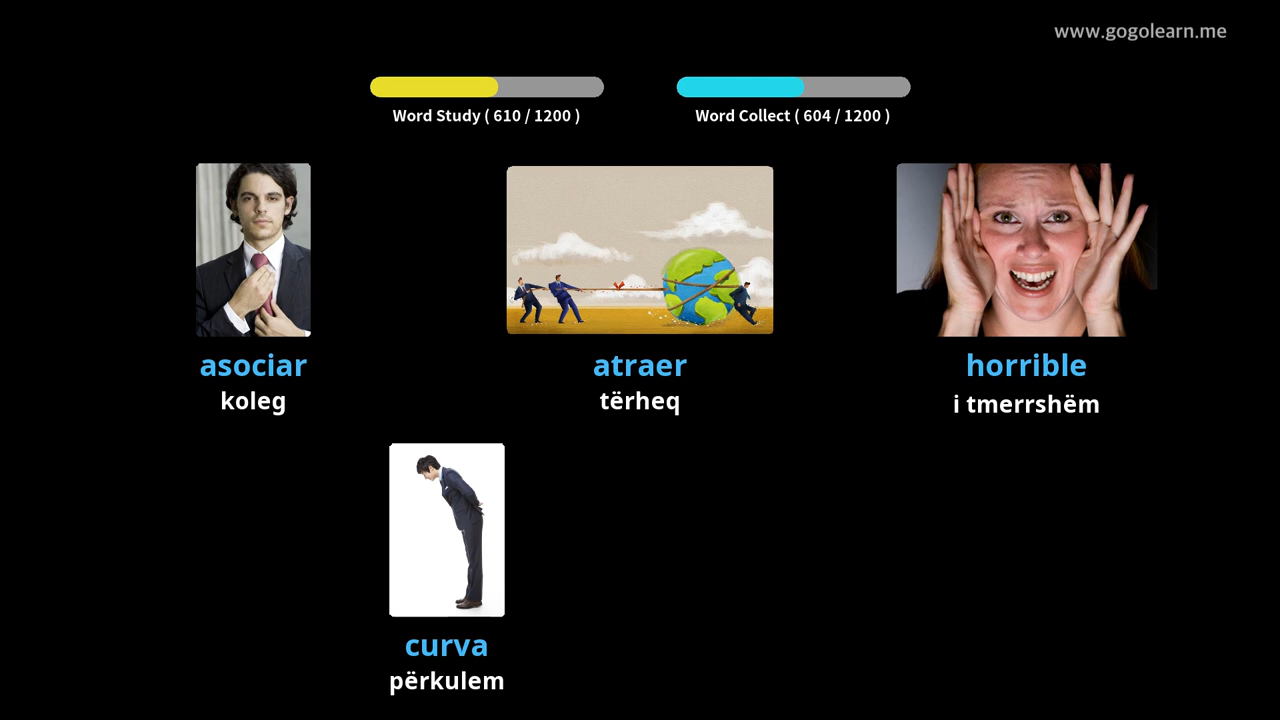 www.gogolearn.me
Word Study ( 610 / 1200 )
Word Collect ( 604 / 1200 )
asociar
koleg
atraer
tërheq
horrible
i tmerrshëm
curva
përkulem